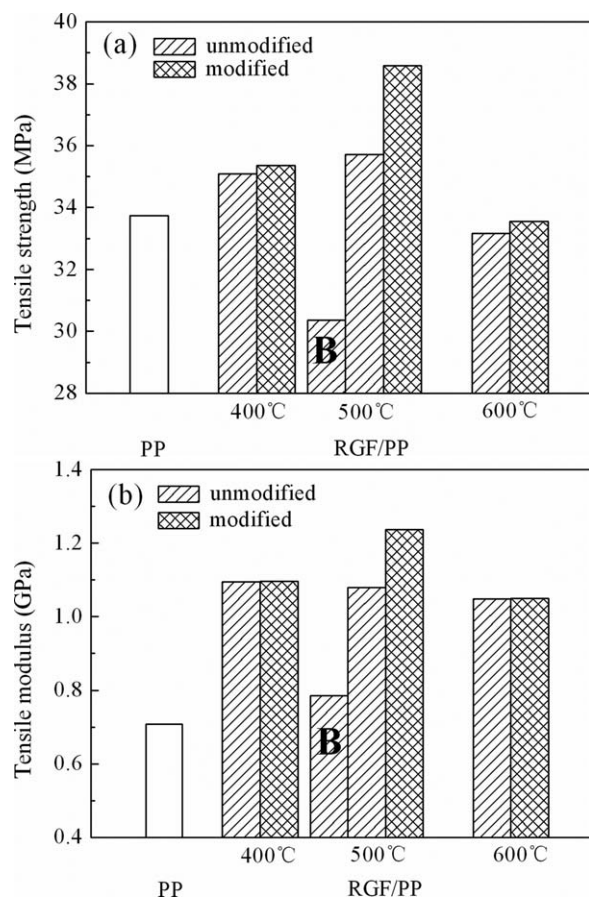 (a)
unmodified
modified
Tensile strength (MPa)
40
38
36
34
32
30
28
B
400℃ 500℃ 600℃
PP RGF/PP
(b)
unmodified
modified
Tensile modulus (GPa)
1.4
1.2
1.0
0.8
0.6
0.4
B
400℃ 500℃ 600℃
PP RGF/PP